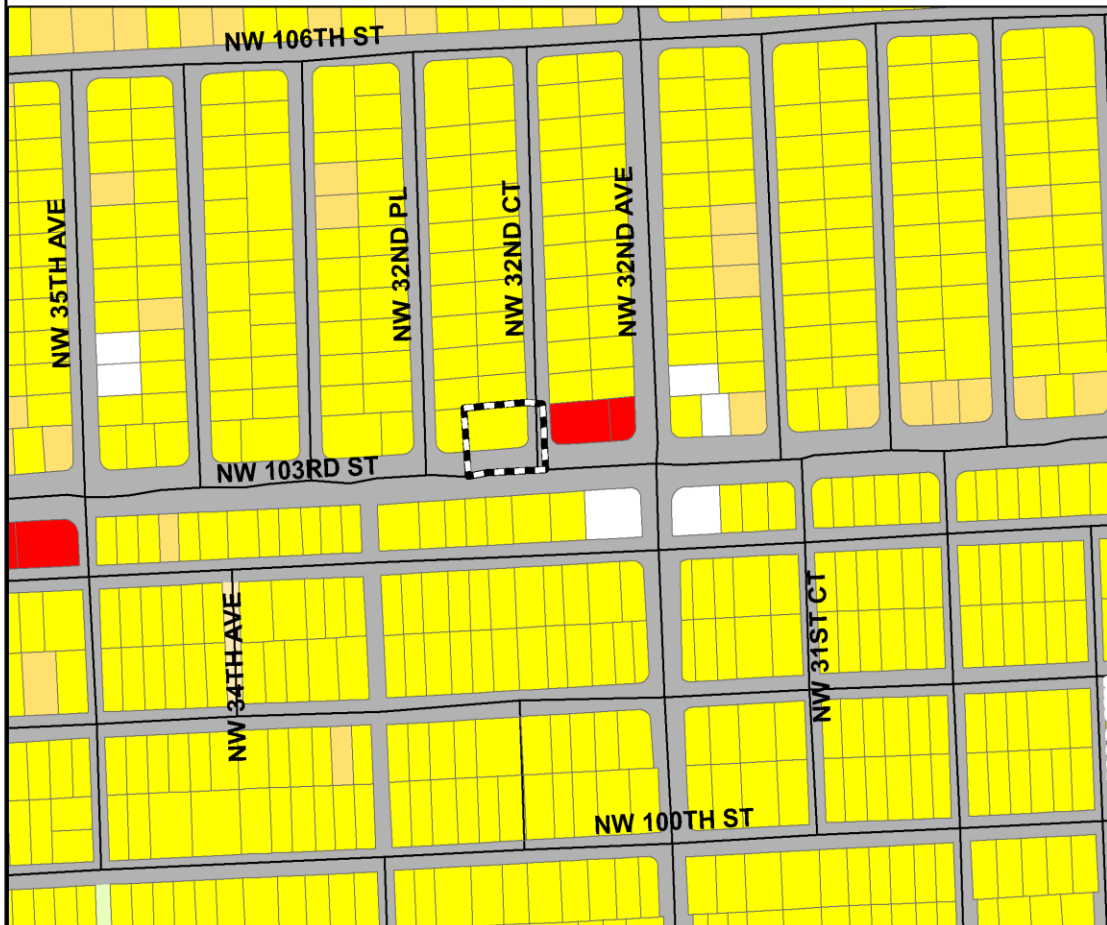 NW 106TH ST
NW 35TH AVE
NW 32ND PL
NW 32ND CT
NW 32ND AVE
NW 103RD ST
NW 34TH AVE
NW 31ST CT
NW 100TH ST